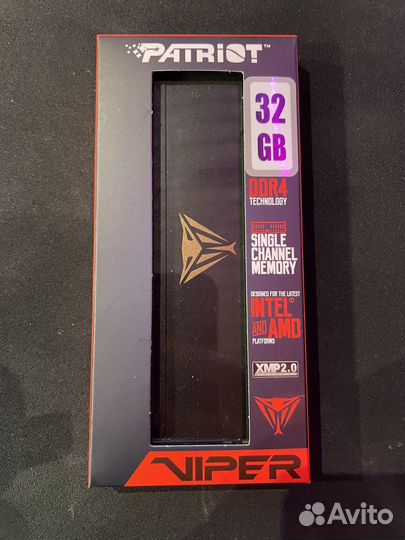 PATRIOT
32
GB
DDR4
TECHNOLOGY
SINGLE
CHANNEL
MEMORY
DESIGNED FOR THE LATEST
INTEL®
AND AMD
PLATFORMS
XMP2.0
VIPER
Avito